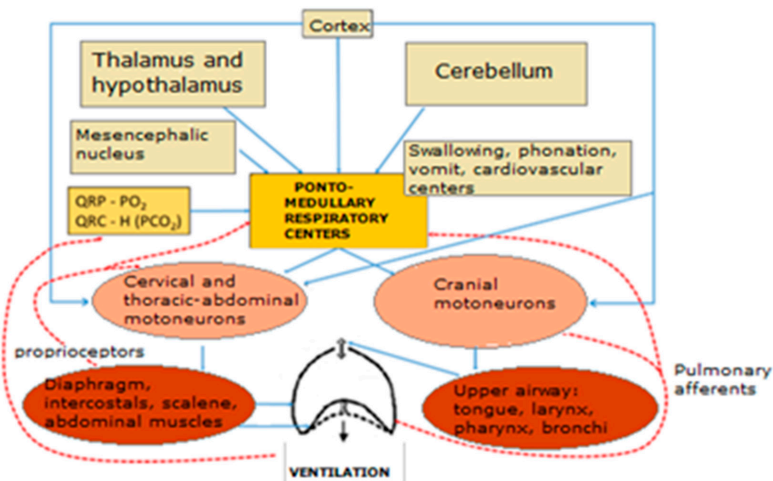 Cortex
Thalamus and
hypothalamus
Cerebellum
Mesencephalic
nucleus
Swallowing, phonation,
vomit, cardiovascular
centers
PONTO-
MEDULLARY
RESPIRATORY
CENTERS
QRP - PO₂
QRC - H (PCO₂)
Cervical and
thoracic-abdominal
motoneurons
Cranial
motoneurons
proprioceptors
Pulmonary
afferents
Diaphragm,
intercostals, scalene,
abdominal muscles
Upper airway:
tongue, larynx,
pharynx, bronchi
VENTILATION